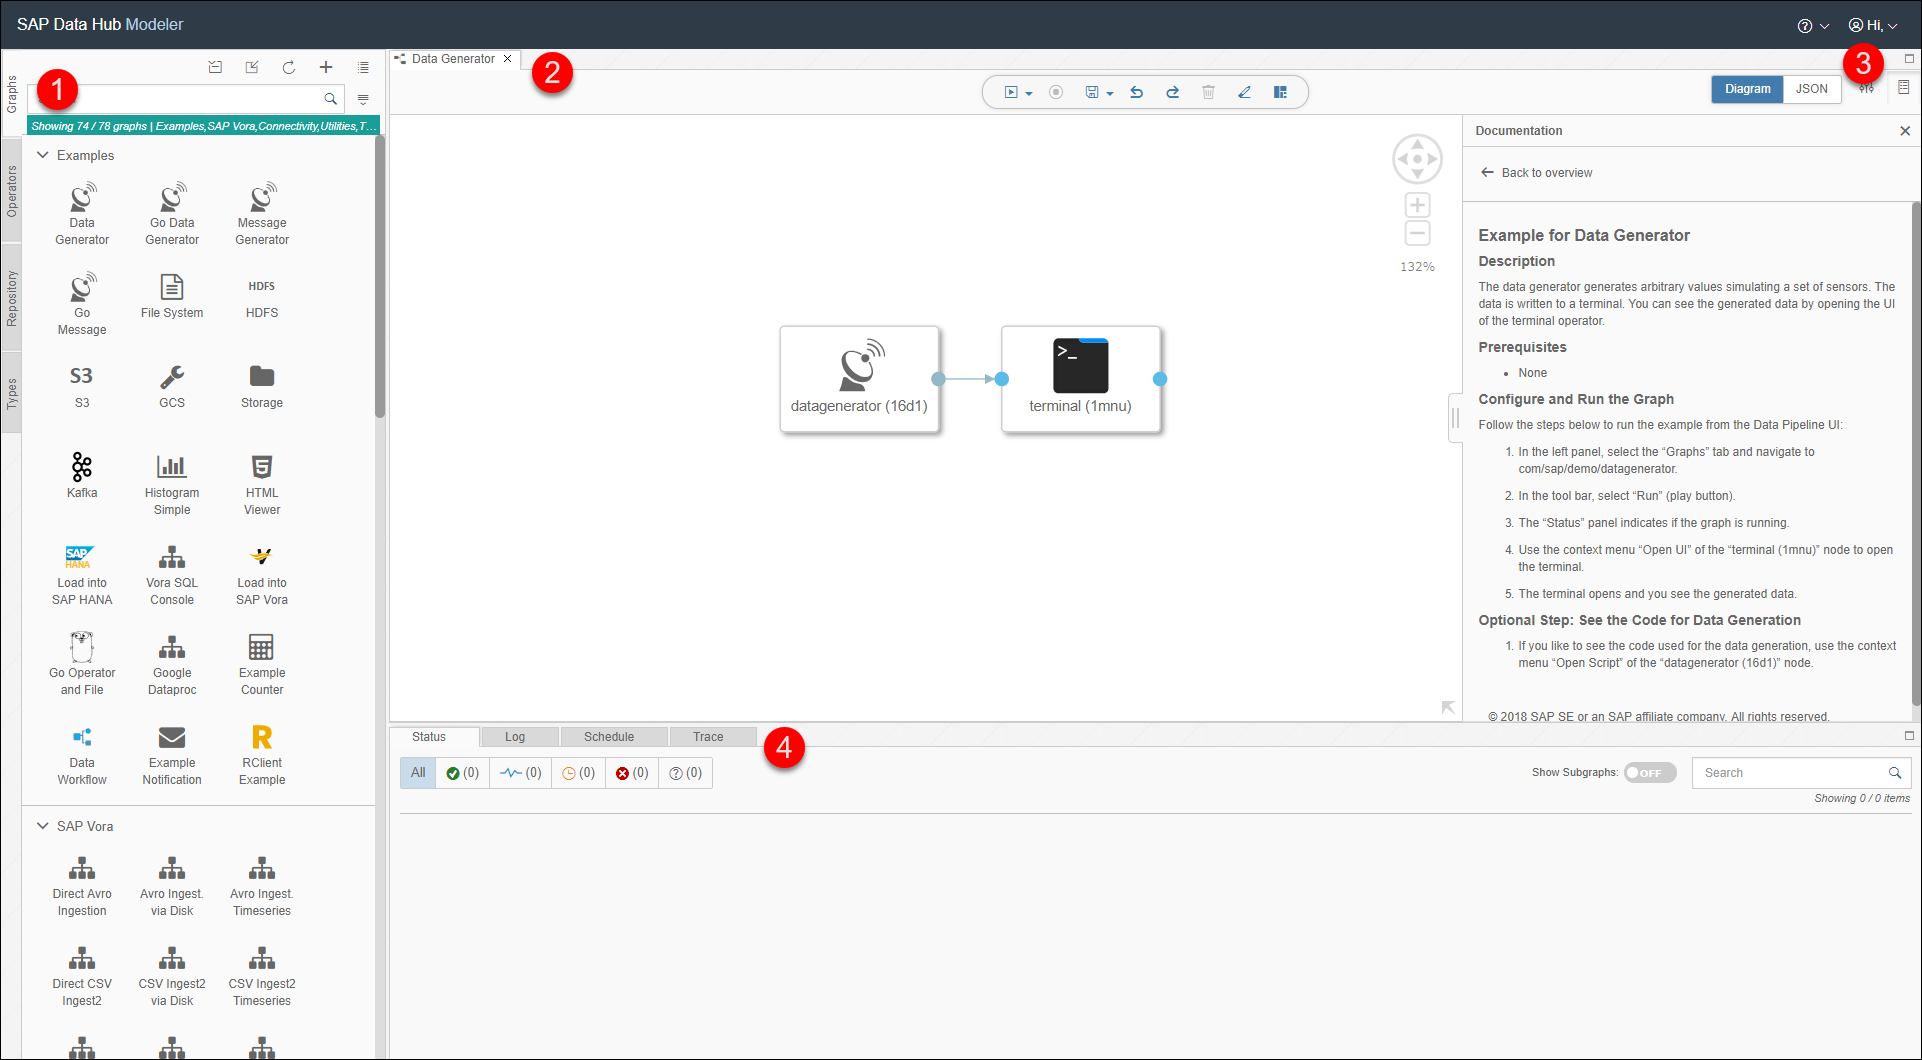 SAP Data Hub Modeler
Hi,
Graphs
Operators
Repository
Types
1
Showing 74 / 78 graphs | Examples,SAP Vora,Connectivity,Utilities,T…
Examples
Data
Generator
Go Data
Generator
Message
Generator
Go
Message
File System
HDFS
HDFS
S3
S3
GCS
Storage
Kafka
Histogram
Simple
HTML
Viewer
SAP
HANA
Load into
SAP HANA
Vora SQL
Console
Load into
SAP Vora
Go Operator
and File
Google
Dataproc
Example
Counter
Data
Workflow
Example
Notification
R
RClient
Example
SAP Vora
Direct Avro
Ingestion
Avro Ingest.
via Disk
Avro Ingest.
Timeseries
Direct CSV
Ingest2
CSV Ingest2
via Disk
CSV Ingest2
Timeseries
Data Generator
2
Diagram
JSON
3
132%
datagenerator (16d1)
>_
terminal (1mnu)
Documentation
Back to overview
Example for Data Generator
Description
The data generator generates arbitrary values simulating a set of sensors. The
data is written to a terminal. You can see the generated data by opening the UI
of the terminal operator.
Prerequisites
• None
Configure and Run the Graph
Follow the steps below to run the example from the Data Pipeline UI:
1. In the left panel, select the “Graphs” tab and navigate to
com/sap/demo/datagenerator.
2. In the tool bar, select “Run” (play button).
3. The “Status” panel indicates if the graph is running.
4. Use the context menu “Open UI” of the “terminal (1mnu)” node to open
the terminal.
5. The terminal opens and you see the generated data.
Optional Step: See the Code for Data Generation
1. If you like to see the code used for the data generation, use the context
menu “Open Script” of the “datagenerator (16d1)” node.
© 2018 SAP SE or an SAP affiliate company. All rights reserved.
Status
Log
Schedule
Trace
4
All
(0)
(0)
(0)
(0)
(0)
Show Subgraphs:
OFF
Search
Showing 0 / 0 items